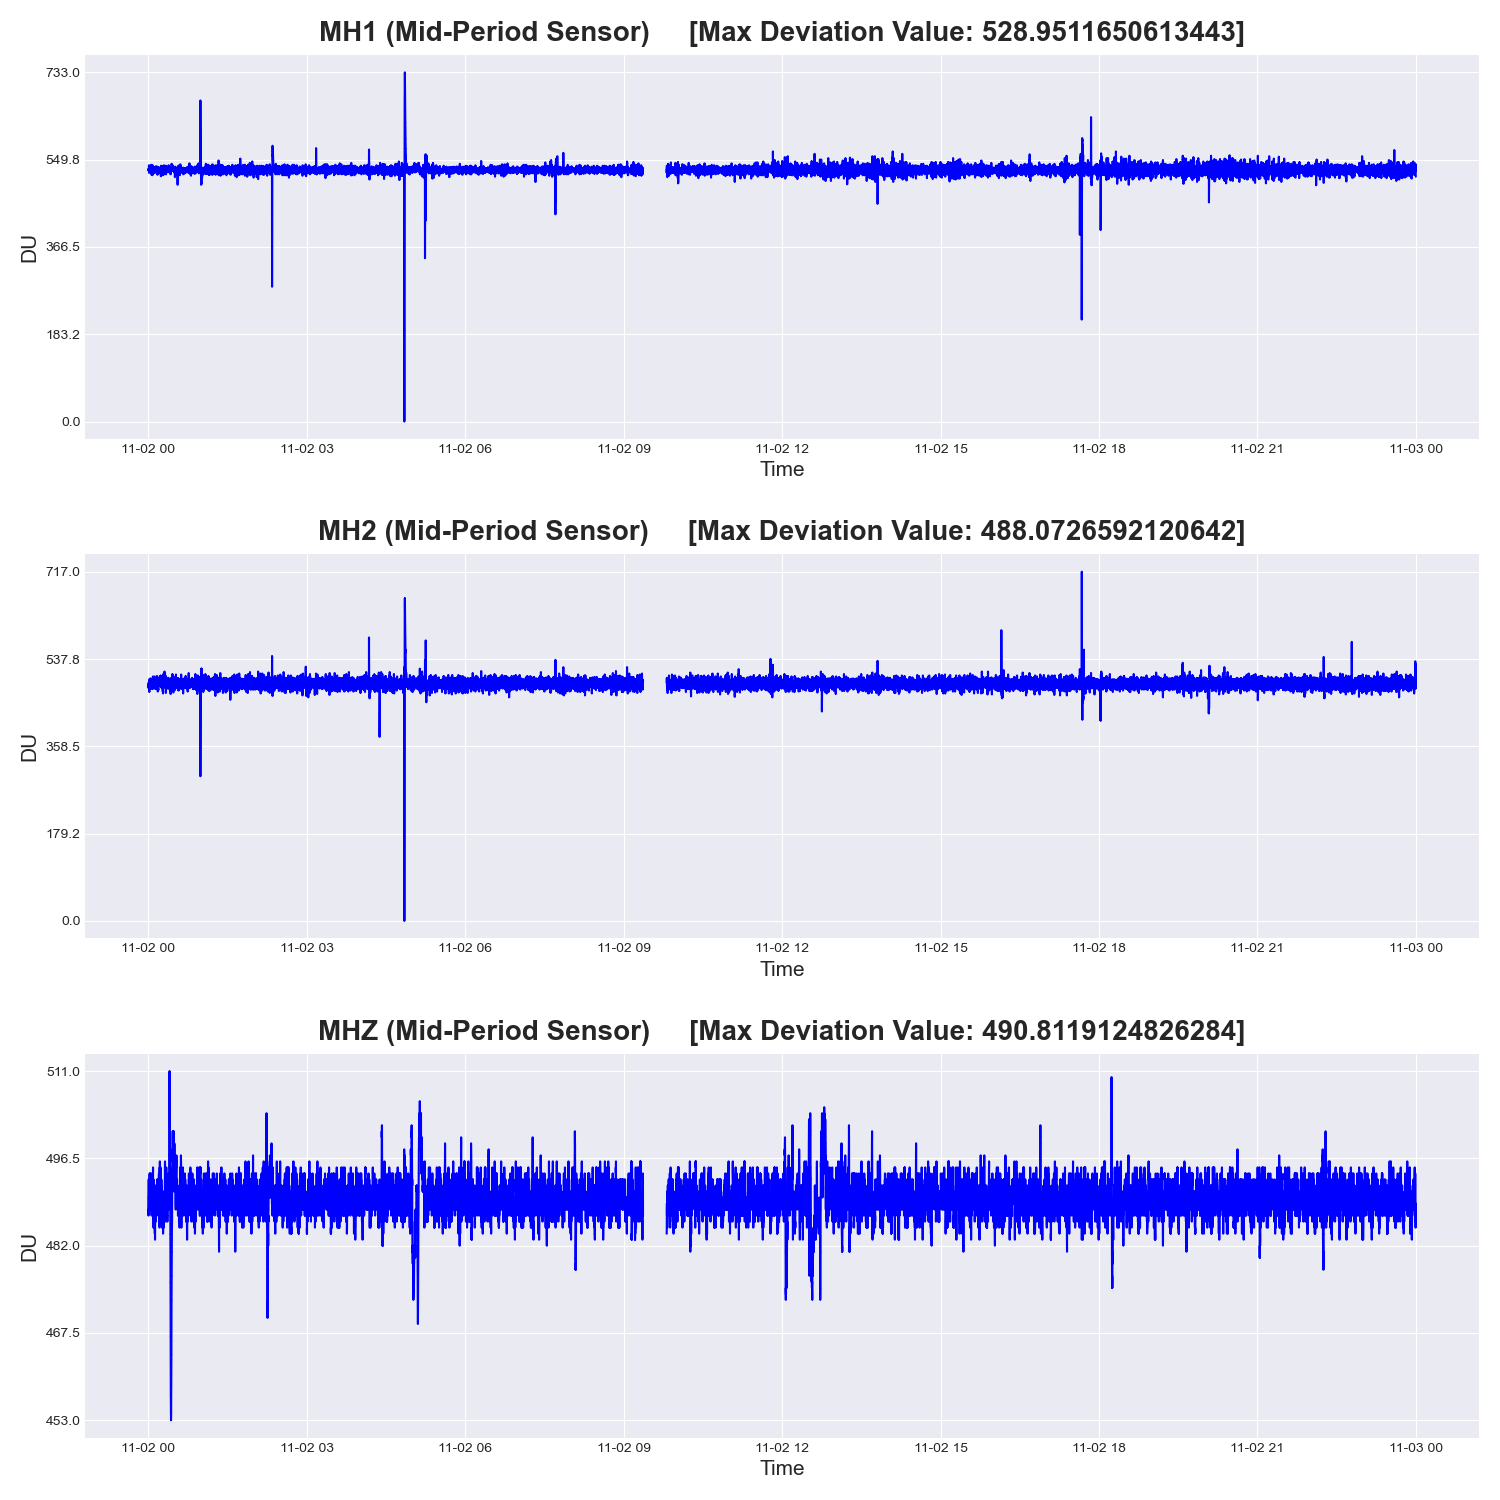 MH1 (Mid-Period Sensor) [Max Deviation Value: 528.9511650613443]
733.0
549.8
366.5
183.2
0.0
DU
11-02 00 11-02 03 11-02 06 11-02 09 11-02 12 11-02 15 11-02 18 11-02 21 11-03 00
Time
MH2 (Mid-Period Sensor) [Max Deviation Value: 488.0726592120642]
717.0
537.8
358.5
179.2
0.0
DU
11-02 00 11-02 03 11-02 06 11-02 09 11-02 12 11-02 15 11-02 18 11-02 21 11-03 00
Time
MHZ (Mid-Period Sensor) [Max Deviation Value: 490.8119124826284]
511.0
496.5
482.0
467.5
453.0
DU
11-02 00 11-02 03 11-02 06 11-02 09 11-02 12 11-02 15 11-02 18 11-02 21 11-03 00
Time